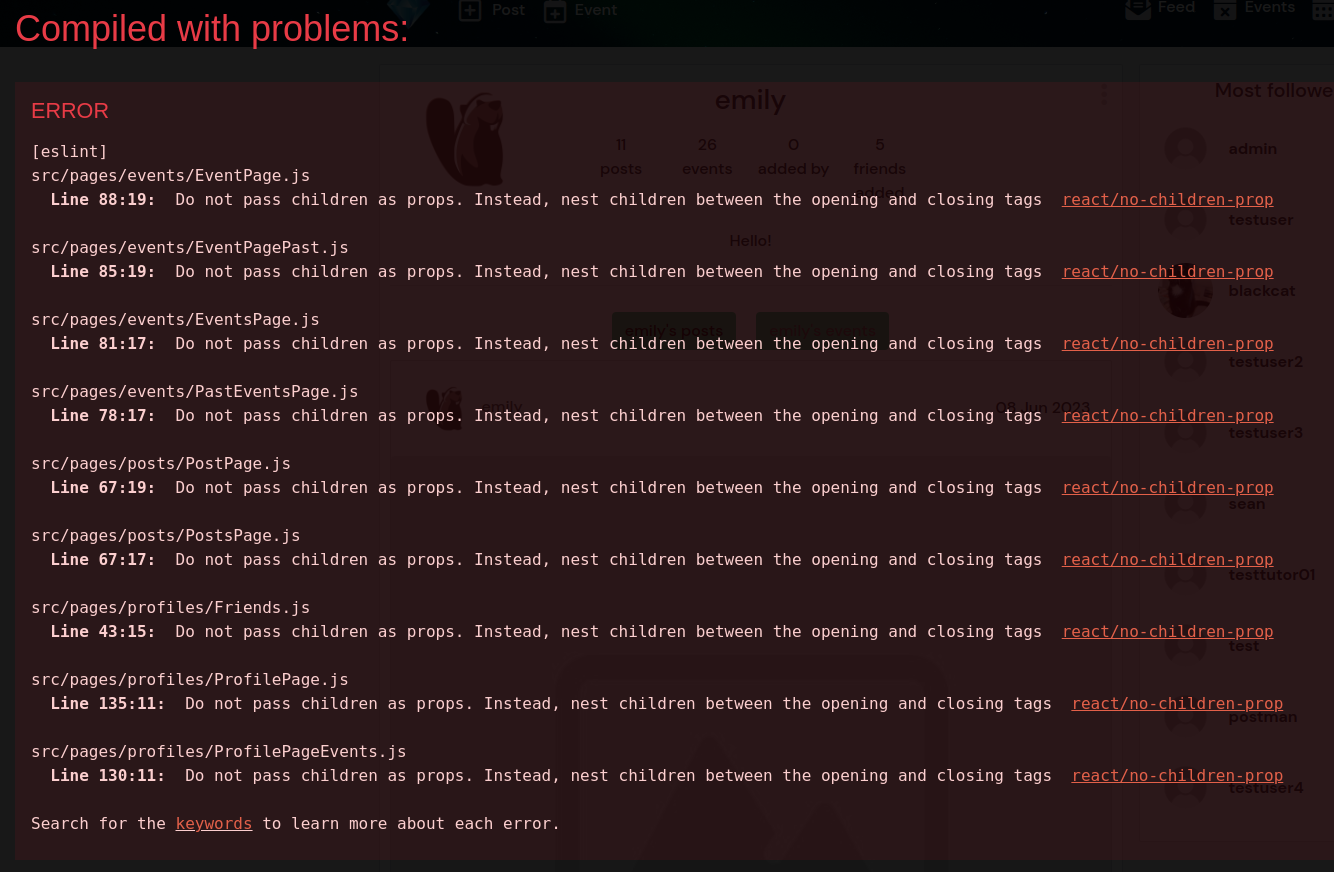 Post
Event
Feed
Events
Compiled with problems:
ERROR
emily
Most followe
11
26
0
5
posts
events
added by
friends
added
Hello!
emily's posts
emily's events
emily
08 Jun 2023
admin
testuser
blackcat
testuser2
testuser3
sean
testtutor01
test
postman
testuser4
[eslint]
src/pages/events/EventPage.js
Line 88:19: Do not pass children as props. Instead, nest children between the opening and closing tags react/no-children-prop
src/pages/events/EventPagePast.js
Line 85:19: Do not pass children as props. Instead, nest children between the opening and closing tags react/no-children-prop
src/pages/events/EventsPage.js
Line 81:17: Do not pass children as props. Instead, nest children between the opening and closing tags react/no-children-prop
src/pages/events/PastEventsPage.js
Line 78:17: Do not pass children as props. Instead, nest children between the opening and closing tags react/no-children-prop
src/pages/posts/PostPage.js
Line 67:19: Do not pass children as props. Instead, nest children between the opening and closing tags react/no-children-prop
src/pages/posts/PostsPage.js
Line 67:17: Do not pass children as props. Instead, nest children between the opening and closing tags react/no-children-prop
src/pages/profiles/Friends.js
Line 43:15: Do not pass children as props. Instead, nest children between the opening and closing tags react/no-children-prop
src/pages/profiles/ProfilePage.js
Line 135:11: Do not pass children as props. Instead, nest children between the opening and closing tags react/no-children-prop
src/pages/profiles/ProfilePageEvents.js
Line 130:11: Do not pass children as props. Instead, nest children between the opening and closing tags react/no-children-prop
Search for the keywords to learn more about each error.